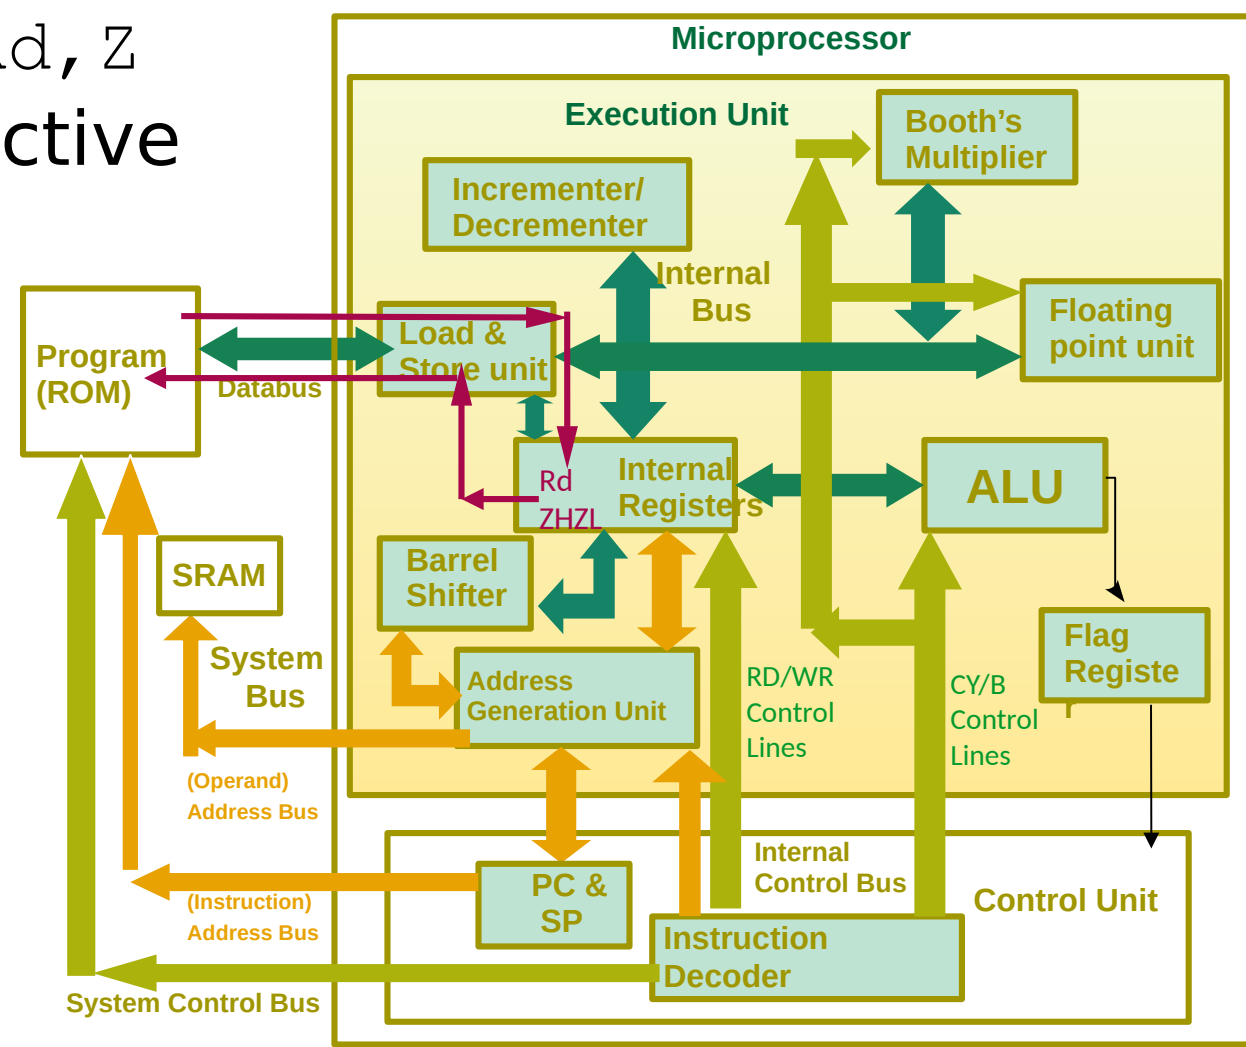 d, Z
ctive
Microprocessor
Execution Unit
Booth’s
Multiplier
Incrementer/
Decrementer
Internal
Bus
Floating
point unit
Load &
Store unit
Program
(ROM)
Databus
Rd
ZHZL
Internal
Registers
ALU
SRAM
Barrel
Shifter
System
Bus
Flag
Registe
r
Address
Generation Unit
RD/WR
Control
Lines
CY/B
Control
Lines
(Operand)
Address Bus
Internal
Control Bus
PC &
SP
Control Unit
(Instruction)
Address Bus
Instruction
Decoder
System Control Bus